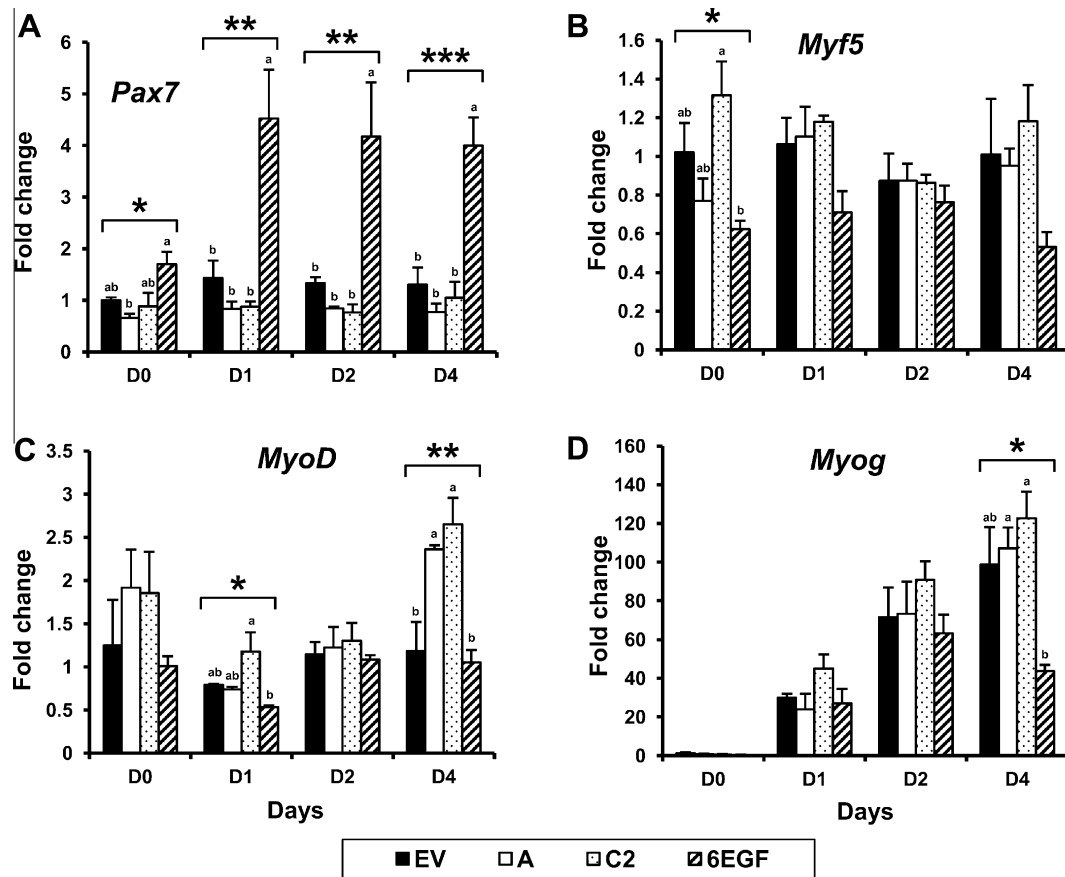 A
Pax7
Fold change
6
5
4
3
2
1
0
*
**
**
***
ab b ab a
b b b a
b b b a
b b b a
D0 D1 D2 D4
B
Myf5
Fold change
1.6
1.4
1.2
1
0.8
0.6
0.4
0.2
0
*
ab ab a b
D0 D1 D2 D4
C
MyoD
Fold change
3.5
3
2.5
2
1.5
1
0.5
0
*
**
ab ab a b
b a a b
D0 D1 D2 D4
Days
D
Myog
Fold change
160
140
120
100
80
60
40
20
0
*
ab a a b
D0 D1 D2 D4
Days
EV A C2 6EGF